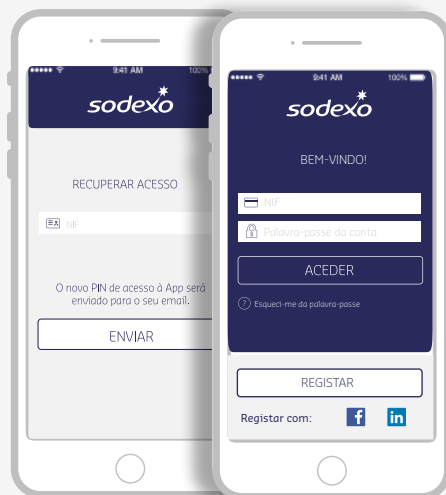 9:41 AM 100%
sodexo
RECUPERAR ACESSO
NIF
O novo PIN de acesso à App será
enviado para o seu email.
ENVIAR
9:41 AM 100%
sodexo
BEM-VINDO!
NIF
Palavra-passe da conta
ACEDER
? Esqueci-me da palavra-passe
REGISTAR
Registar com: f in